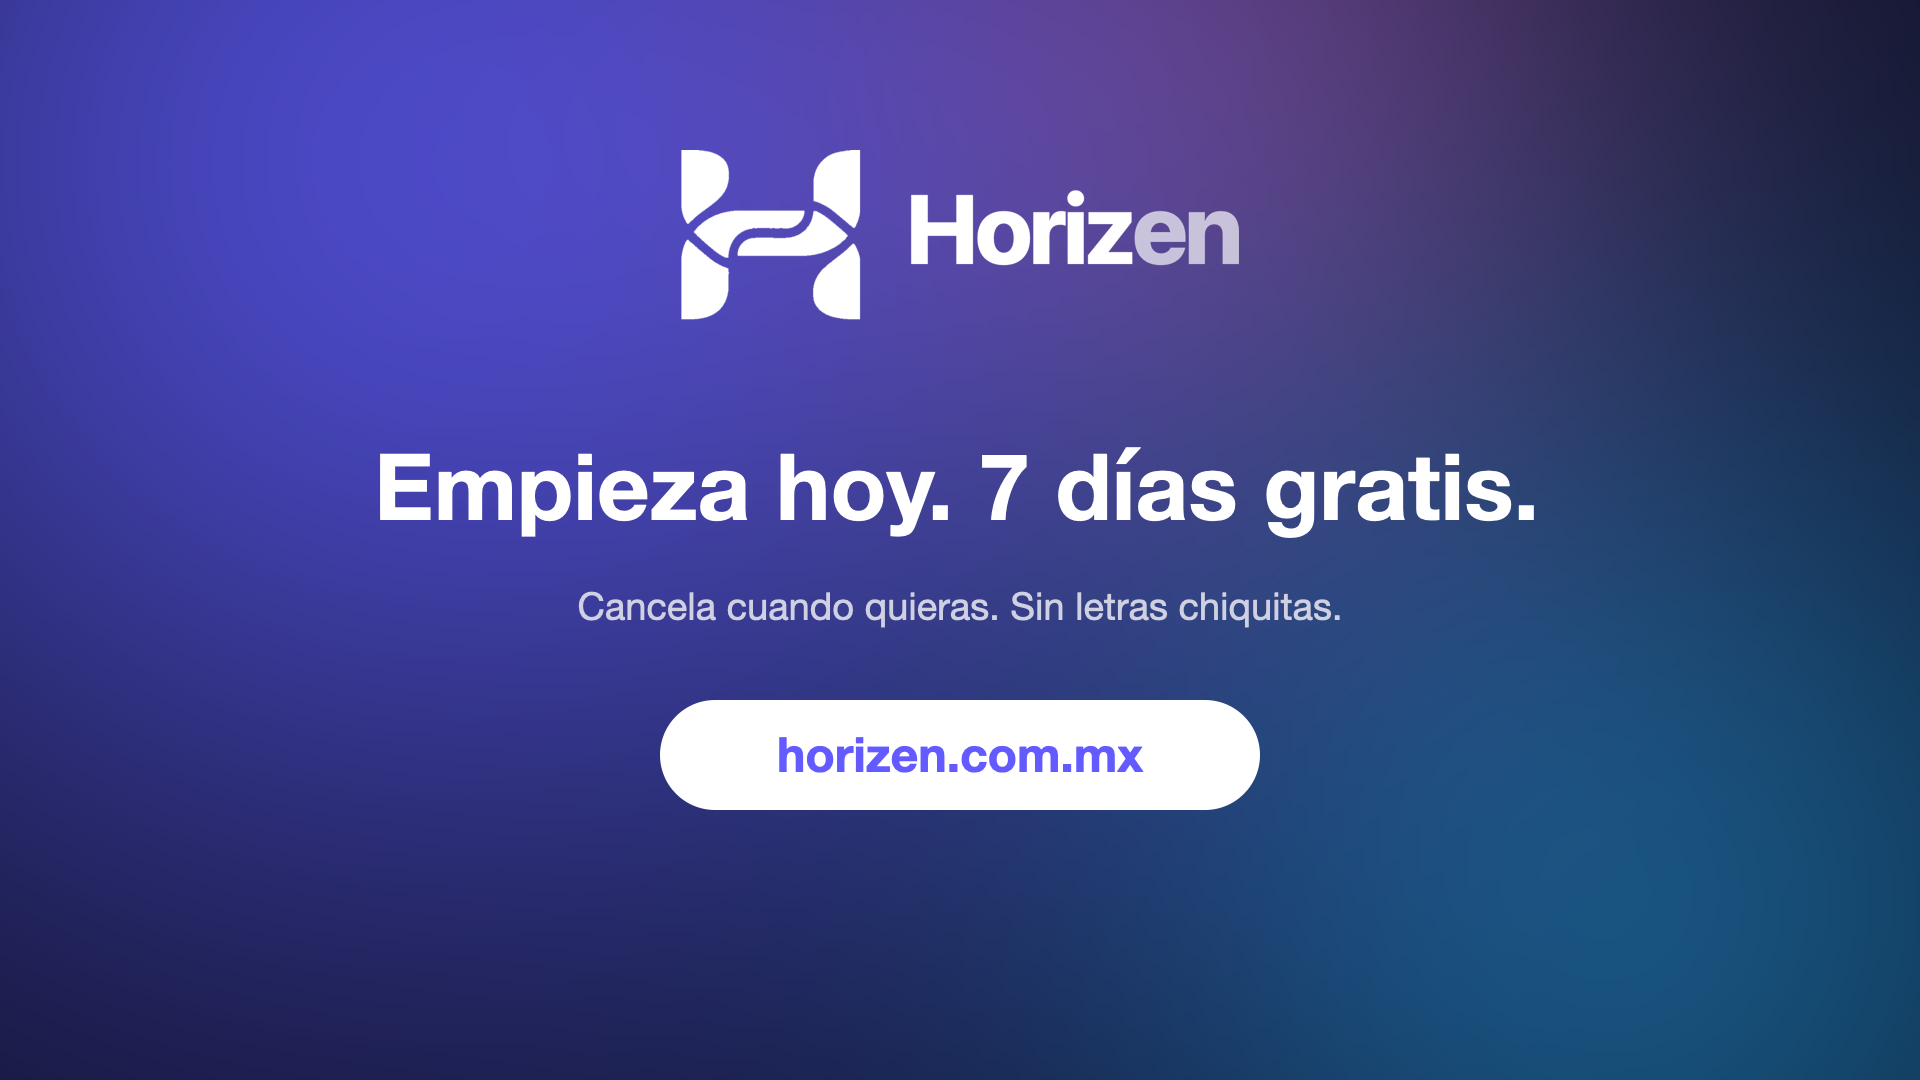 Horizen
Empieza hoy. 7 días gratis.
Cancela cuando quieras. Sin letras chiquitas.
horizen.com.mx